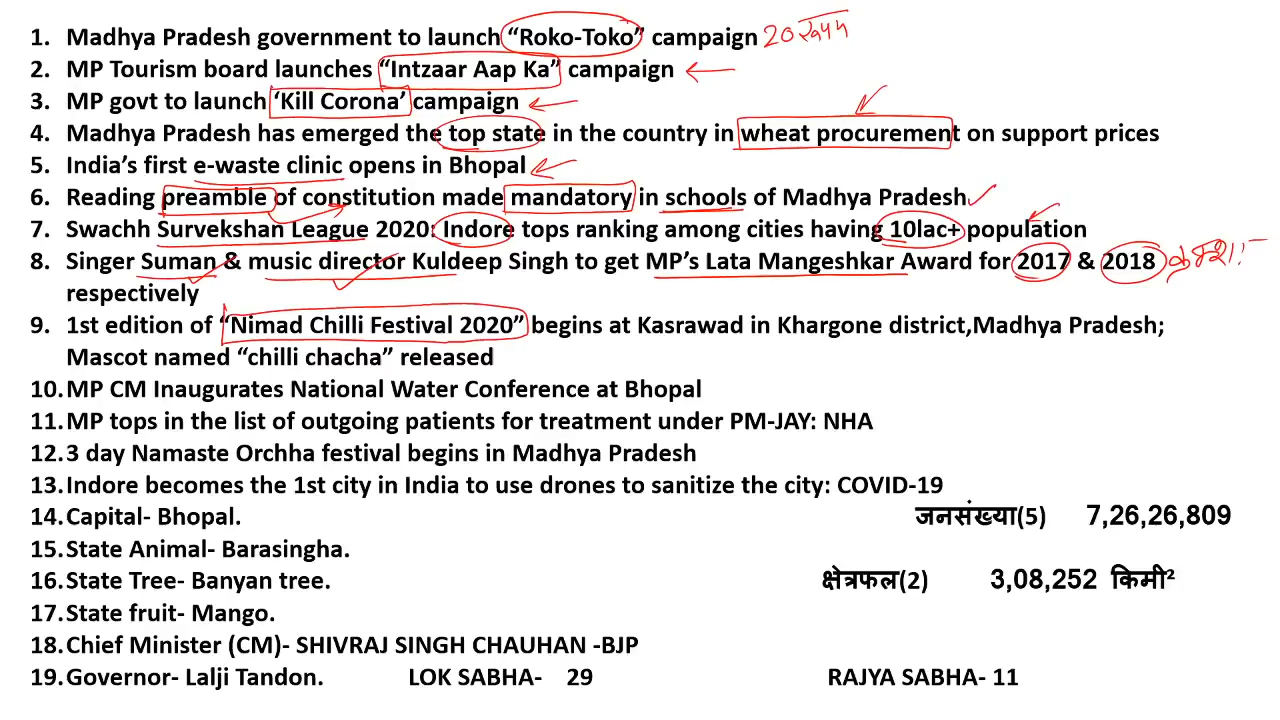 1. Madhya Pradesh government to launch “Roko-Toko” campaign 20 रुपए
2. MP Tourism board launches “Intzaar Aap Ka” campaign
3. MP govt to launch ‘Kill Corona’ campaign
4. Madhya Pradesh has emerged the top state in the country in wheat procurement on support prices
5. India’s first e-waste clinic opens in Bhopal
6. Reading preamble of constitution made mandatory in schools of Madhya Pradesh
7. Swachh Survekshan League 2020: Indore tops ranking among cities having 10lac+ population
8. Singer Suman & music director Kuldeep Singh to get MP’s Lata Mangeshkar Award for 2017 & 2018 क्रमशः
respectively
9. 1st edition of “Nimad Chilli Festival 2020” begins at Kasrawad in Khargone district,Madhya Pradesh;
Mascot named “chilli chacha” released
10. MP CM Inaugurates National Water Conference at Bhopal
11. MP tops in the list of outgoing patients for treatment under PM-JAY: NHA
12. 3 day Namaste Orchha festival begins in Madhya Pradesh
13. Indore becomes the 1st city in India to use drones to sanitize the city: COVID-19
14. Capital- Bhopal. जनसंख्या(5) 7,26,26,809
15. State Animal- Barasingha.
16. State Tree- Banyan tree. क्षेत्रफल(2) 3,08,252 किमी²
17. State fruit- Mango.
18. Chief Minister (CM)- SHIVRAJ SINGH CHAUHAN -BJP
19. Governor- Lalji Tandon. LOK SABHA- 29 RAJYA SABHA- 11